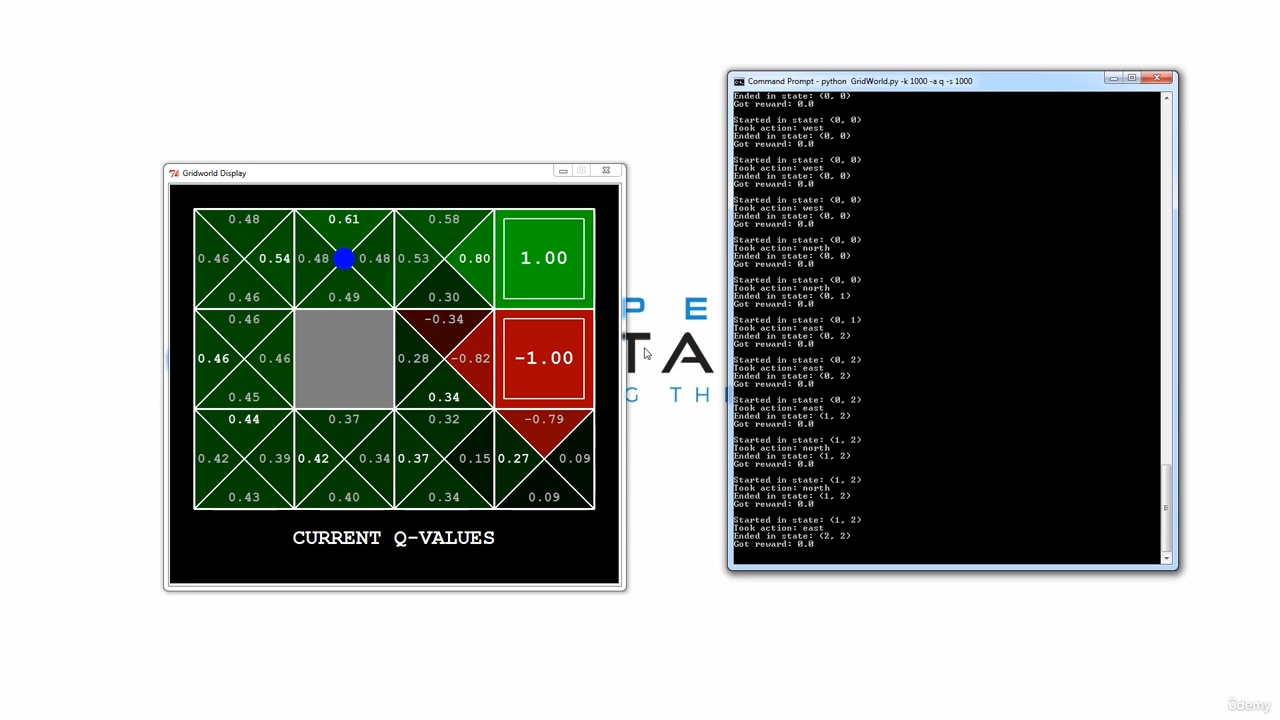 Command Prompt - python GridWorld.py -k 1000 -a q -s 1000
Ended in state: (0, 0)
Got reward: 0.0
Started in state: (0, 0)
Took action: west
Ended in state: (0, 0)
Got reward: 0.0
Started in state: (0, 0)
Took action: west
Ended in state: (0, 0)
Got reward: 0.0
Started in state: (0, 0)
Took action: west
Ended in state: (0, 0)
Got reward: 0.0
Started in state: (0, 0)
Took action: north
Ended in state: (0, 0)
Got reward: 0.0
Started in state: (0, 0)
Took action: north
Ended in state: (0, 1)
Got reward: 0.0
Started in state: (0, 1)
Took action: east
Ended in state: (0, 2)
Got reward: 0.0
Started in state: (0, 2)
Took action: east
Ended in state: (0, 2)
Got reward: 0.0
Started in state: (0, 2)
Took action: east
Ended in state: (1, 2)
Got reward: 0.0
Started in state: (1, 2)
Took action: north
Ended in state: (1, 2)
Got reward: 0.0
Started in state: (1, 2)
Took action: north
Ended in state: (1, 2)
Got reward: 0.0
Started in state: (1, 2)
Took action: east
Ended in state: (2, 2)
Got reward: 0.0
Gridworld Display
0.48 0.61 0.58
0.46 0.54 0.48 0.48 0.53 0.80 1.00
0.46 0.49 0.30
0.46 -0.34
0.46 0.46 0.28 -0.82 -1.00
0.45 0.34
0.44 0.37 0.32 -0.79
0.42 0.39 0.42 0.34 0.37 0.15 0.27 0.09
0.43 0.40 0.34 0.09
CURRENT Q-VALUES
PE
TA
G TH
ûdemy